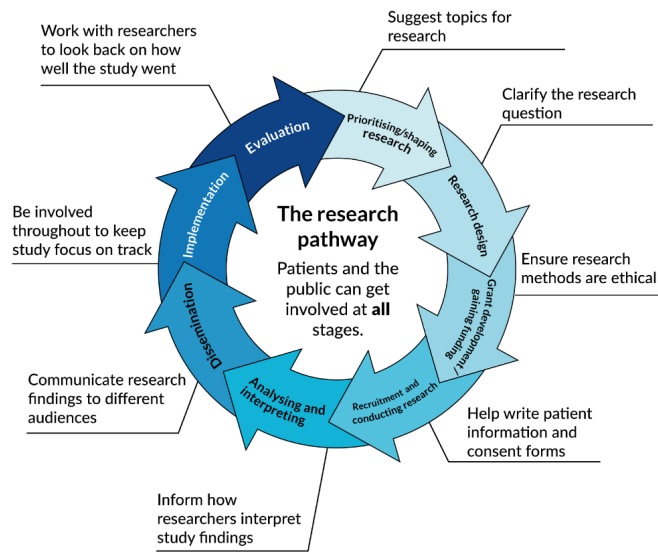 Suggest topics for
research
Work with researchers
to look back on how
well the study went
Clarify the research
question
Evaluation
Prioritising/shaping
research
Research design
Implementation
The research
pathway
Patients and the
public can get
involved at all
stages.
Be involved
throughout to keep
study focus on track
Ensure research
methods are ethical
Grant development/
gaining funding
Dissemination
Analysing and
interpreting
Recruitment and
conducting research
Communicate research
findings to different
audiences
Help write patient
information and
consent forms
Inform how
researchers interpret
study findings